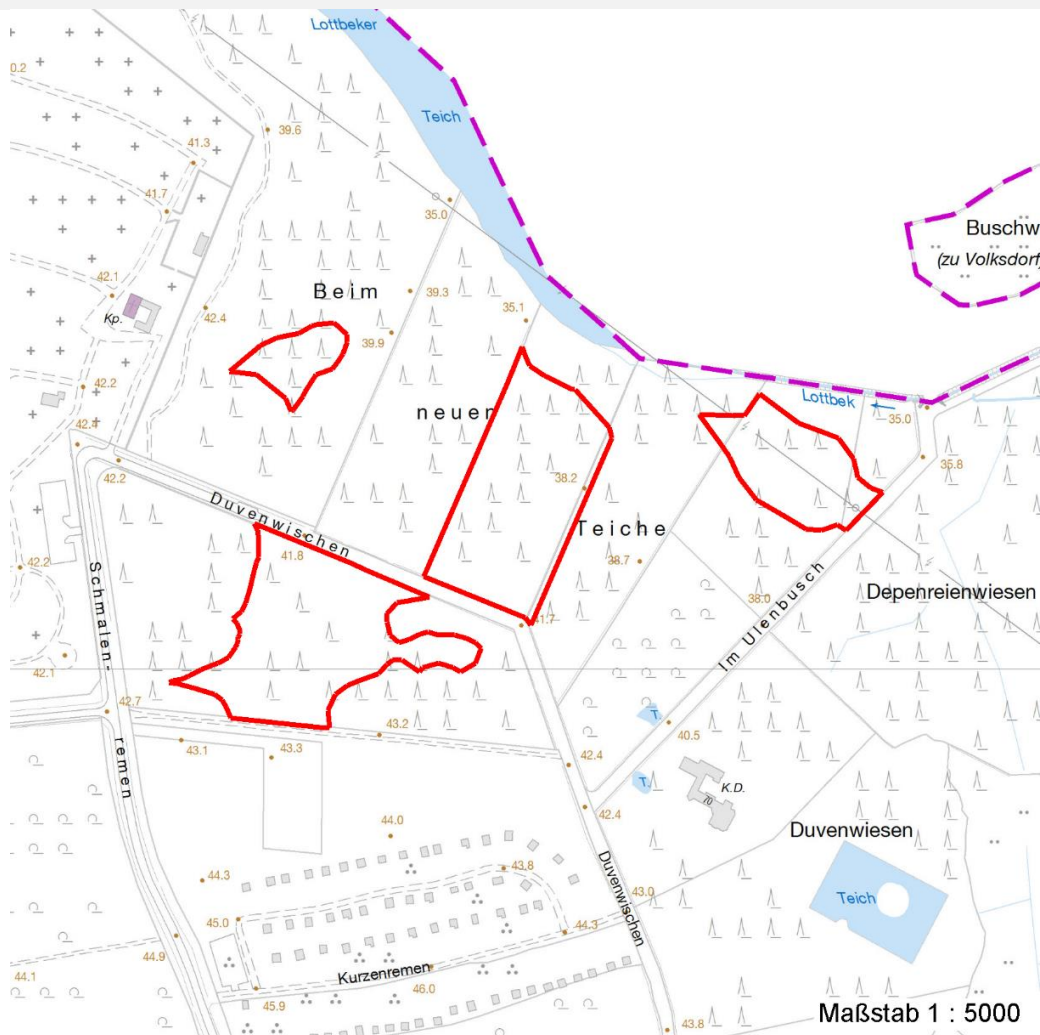 Lottbeker
0.2
Teich
39.6
41.3
41.7
35.0
Buschw
(zu Volksdorf)
42.1
Beim
39.3
Kp.
42.4
35.1
39.9
42.2
neuen
Lottbek
35.0
42.4
42.2
35.8
38.2
Duvenwischen
Teiche
41.8
42.2
38.7
Schmalen-
38.0
Depenreienwiesen
Im Ulenbusch
41.7
42.1
42.7
T.
43.2
40.5
43.1
43.3
remen
42.4
T.
K.D.
70
42.4
44.0
Duvenwiesen
43.8
44.3
Duvenwischen
43.0
Teich
45.0
44.3
44.9
44.1
Kurzenremen
46.0
45.9
43.8
Maßstab 1 : 5000